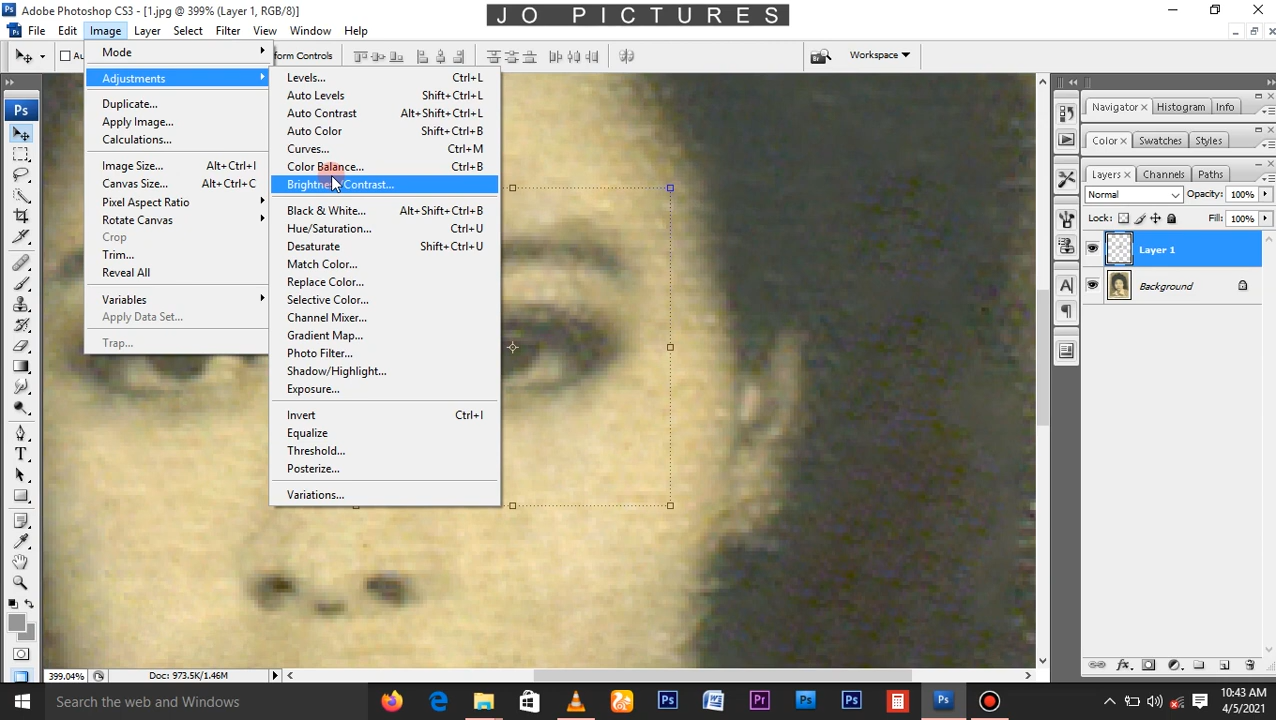 Adobe Photoshop CS3 - [1.jpg @ 399% (Layer 1, RGB/8)]
JO PICTURES
File Edit Image Layer Select Filter View Window Help
Au
form Controls
Workspace
Mode
Adjustments
Duplicate...
Apply Image...
Calculations...
Image Size... Alt+Ctrl+I
Canvas Size... Alt+Ctrl+C
Pixel Aspect Ratio
Rotate Canvas
Crop
Trim...
Reveal All
Variables
Apply Data Set...
Trap...
Levels... Ctrl+L
Auto Levels Shift+Ctrl+L
Auto Contrast Alt+Shift+Ctrl+L
Auto Color Shift+Ctrl+B
Curves... Ctrl+M
Color Balance... Ctrl+B
Brightness/Contrast...
Black & White... Alt+Shift+Ctrl+B
Hue/Saturation... Ctrl+U
Desaturate Shift+Ctrl+U
Match Color...
Replace Color...
Selective Color...
Channel Mixer...
Gradient Map...
Photo Filter...
Shadow/Highlight...
Exposure...
Invert Ctrl+I
Equalize
Threshold...
Posterize...
Variations...
Navigator × Histogram Info
Color × Swatches Styles
Layers × Channels Paths
Normal Opacity: 100%
Lock: Fill: 100%
Layer 1
Background
399.04% Doc: 973.5K/1.46M
Search the web and Windows
10:43 AM
4/5/2021